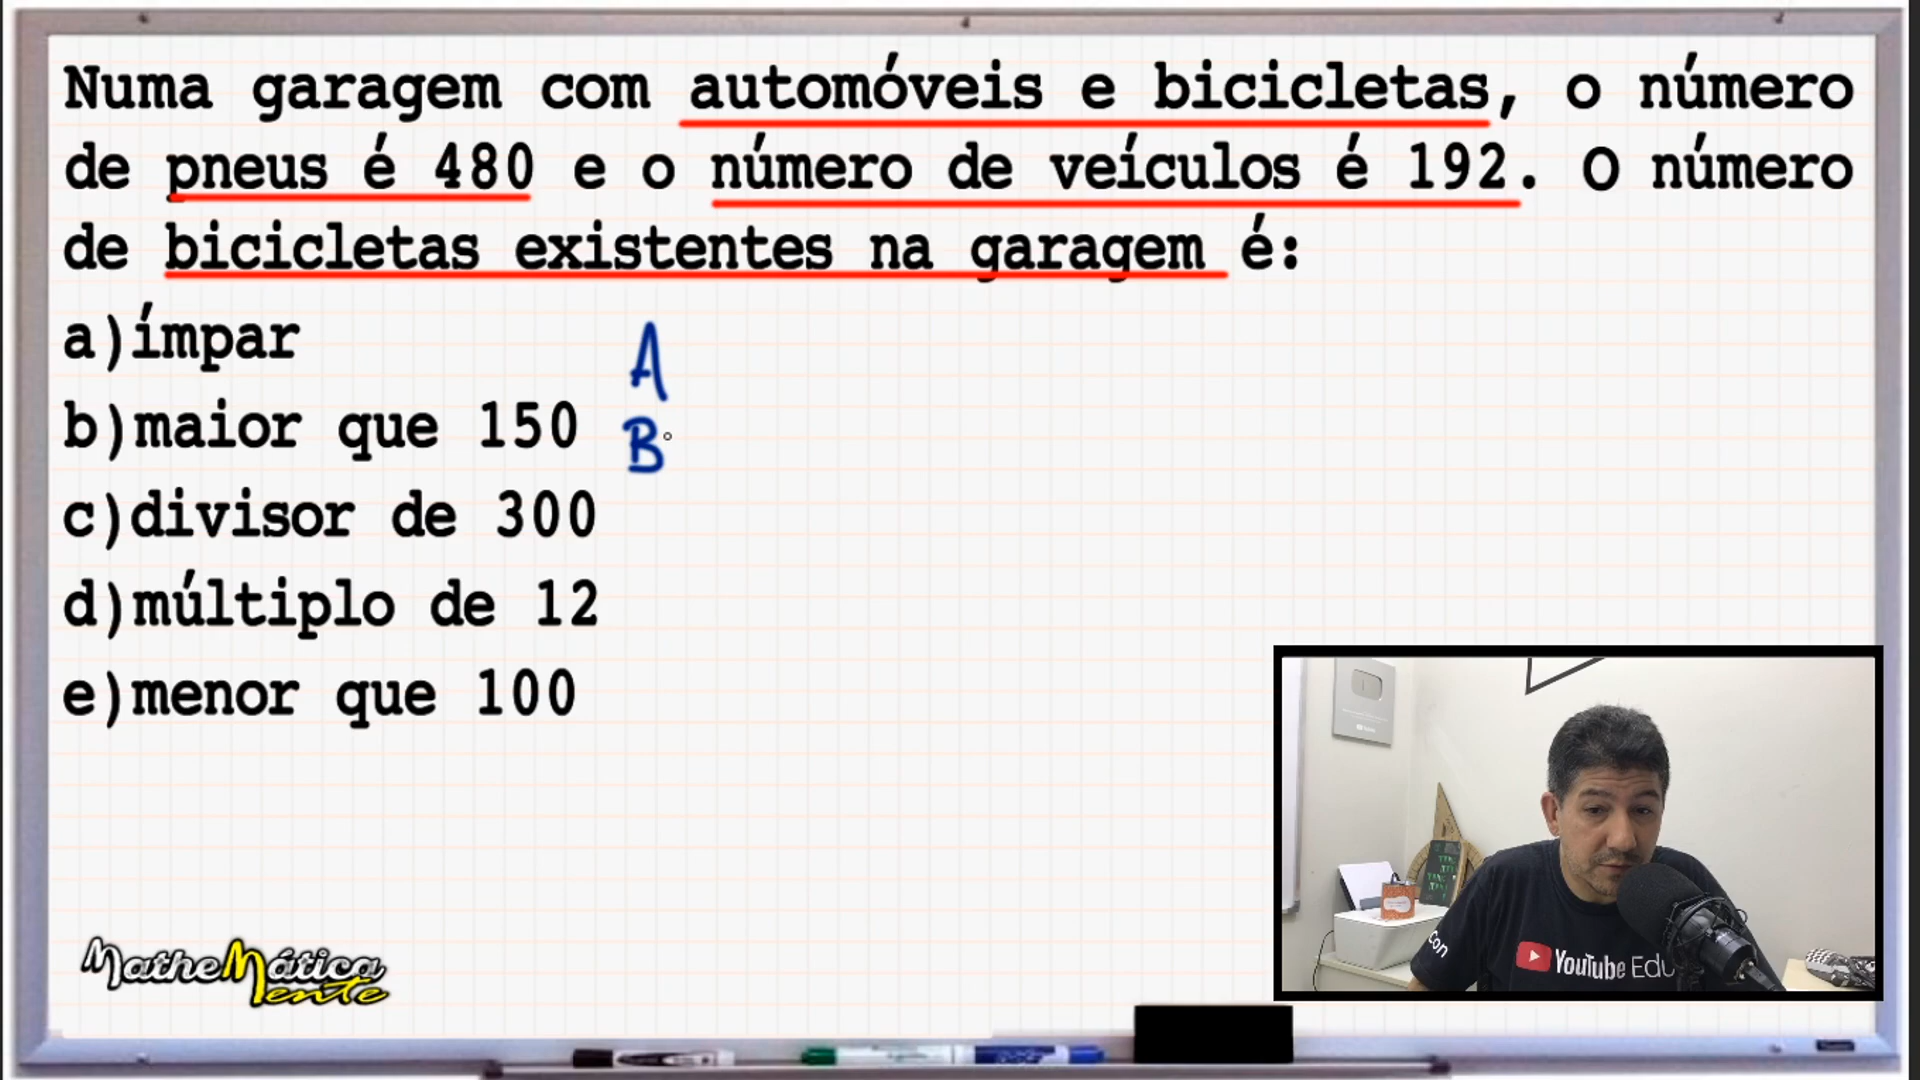 Numa garagem com automóveis e bicicletas, o número
de pneus é 480 e o número de veículos é 192. O número
de bicicletas existentes na garagem é:
a)ímpar
A
b)maior que 150
B
c)divisor de 300
d)múltiplo de 12
e)menor que 100
MatheMática
Mente
Con
YouTube Edu